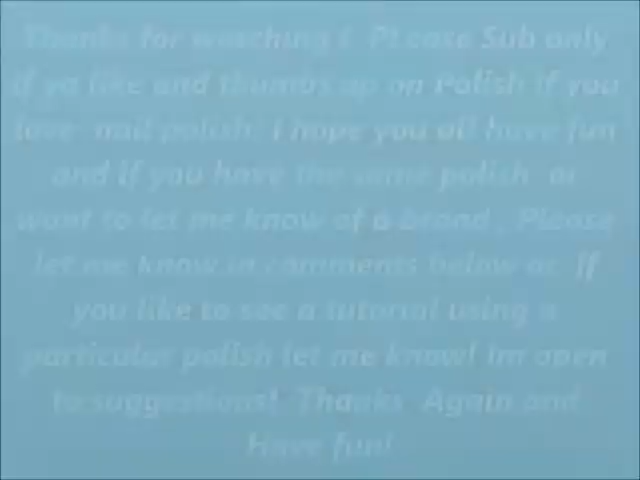 Thanks for watching ! PLease Sub only
if ya like and thumbs up on Polish if you
love nail polish! I hope you all have fun
and if you have the same polish or
want to let me know of a brand , Please
let me know in comments below or If
you like to see a tutorial using a
particular polish let me know! Im open
to suggestions! Thanks Again and
Have fun!